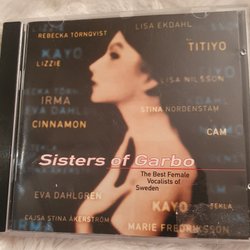 REBECKA TÖRNQVIST
LISA EKDAHL
KAYO
TITIYO
LIZZIE
LISA NILSSON
IRMA
STINA NORDENSTAM
CINNAMON
CAM
Sisters of Garbo
The Best Female
Vocalists of
Sweden
EVA DAHLGREN
KAYO
TEKLA
CAJSA STINA ÅKERSTRÖM
MARIE FREDRIKSSON